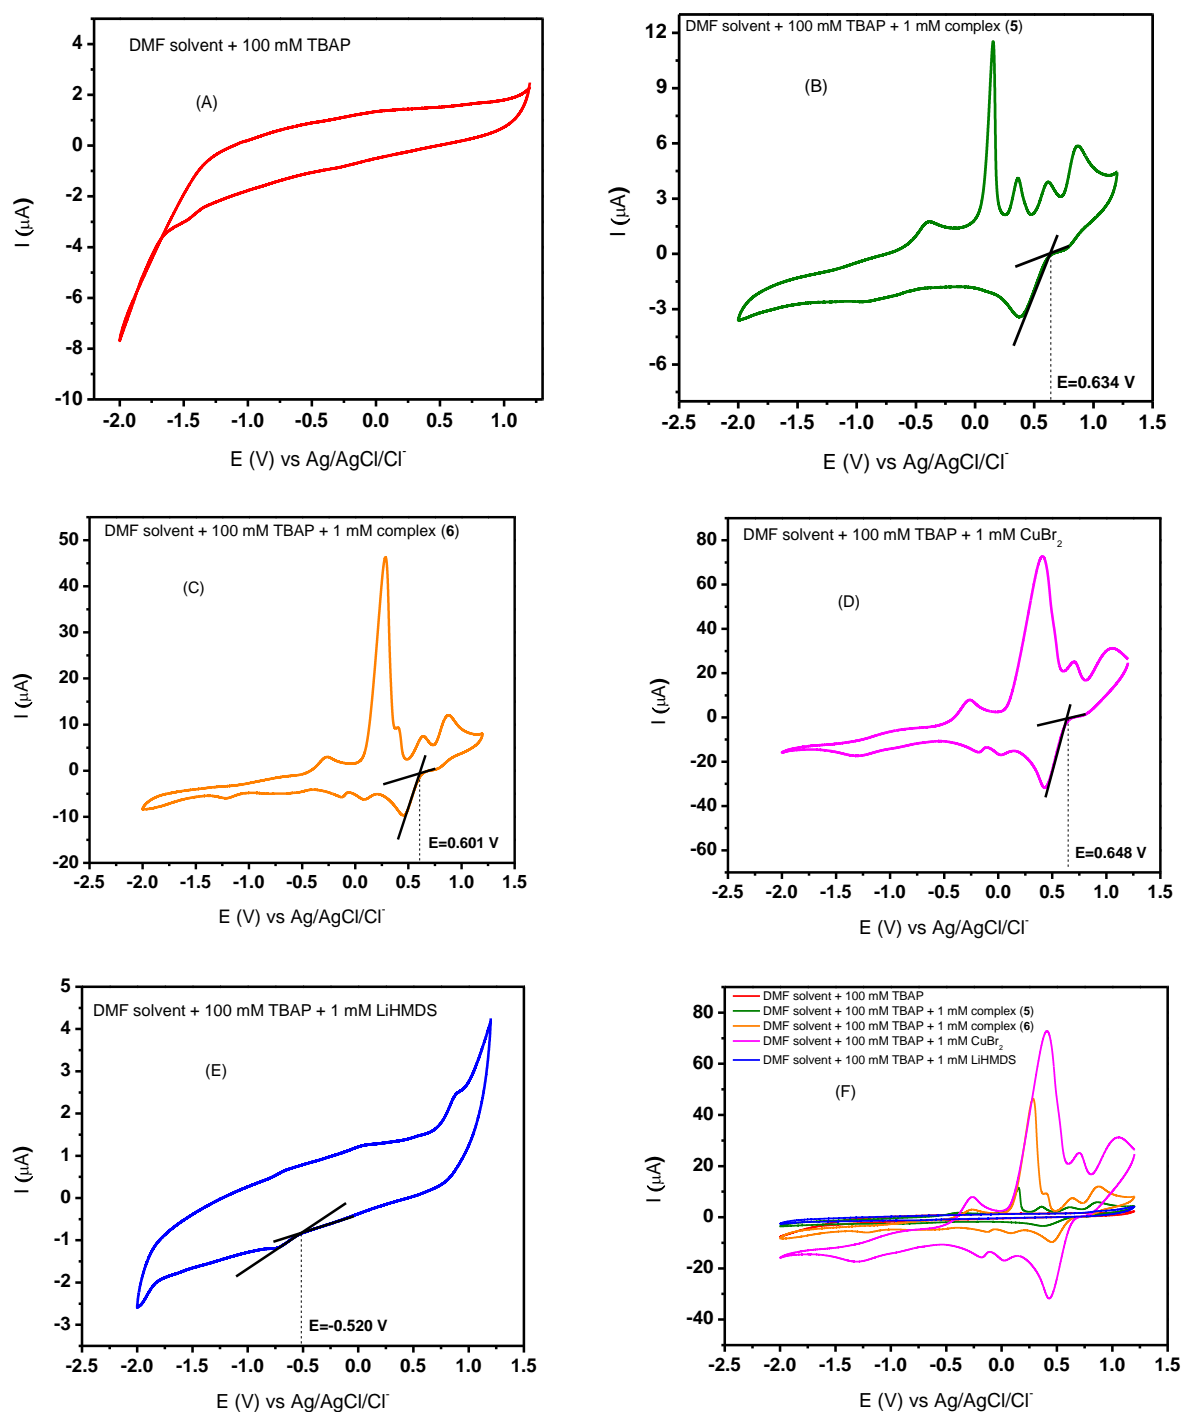 DMF solvent + 100 mM TBAP
(A)
I (μA)
4
2
0
-2
-4
-6
-8
-10
-2.0 -1.5 -1.0 -0.5 0.0 0.5 1.0
E (V) vs Ag/AgCl/Cl-
DMF solvent + 100 mM TBAP + 1 mM complex (5)
(B)
I (μA)
12
9
6
3
0
-3
-6
E=0.634 V
-2.5 -2.0 -1.5 -1.0 -0.5 0.0 0.5 1.0 1.5
E (V) vs Ag/AgCl/Cl-
DMF solvent + 100 mM TBAP + 1 mM complex (6)
(C)
I (μA)
50
40
30
20
10
0
-10
-20
E=0.601 V
-2.5 -2.0 -1.5 -1.0 -0.5 0.0 0.5 1.0 1.5
E (V) vs Ag/AgCl/Cl-
DMF solvent + 100 mM TBAP + 1 mM CuBr2
(D)
I (μA)
80
60
40
20
0
-20
-40
-60
E=0.648 V
-2.5 -2.0 -1.5 -1.0 -0.5 0.0 0.5 1.0 1.5
E (V) vs Ag/AgCl/Cl-
DMF solvent + 100 mM TBAP + 1 mM LiHMDS
(E)
I (μA)
5
4
3
2
1
0
-1
-2
-3
E=-0.520 V
-2.5 -2.0 -1.5 -1.0 -0.5 0.0 0.5 1.0 1.5
E (V) vs Ag/AgCl/Cl-
DMF solvent + 100 mM TBAP
DMF solvent + 100 mM TBAP + 1 mM complex (5)
DMF solvent + 100 mM TBAP + 1 mM complex (6)
DMF solvent + 100 mM TBAP + 1 mM CuBr2
DMF solvent + 100 mM TBAP + 1 mM LiHMDS
(F)
I (μA)
80
60
40
20
0
-20
-40
-2.5 -2.0 -1.5 -1.0 -0.5 0.0 0.5 1.0 1.5
E (V) vs Ag/AgCl/Cl-